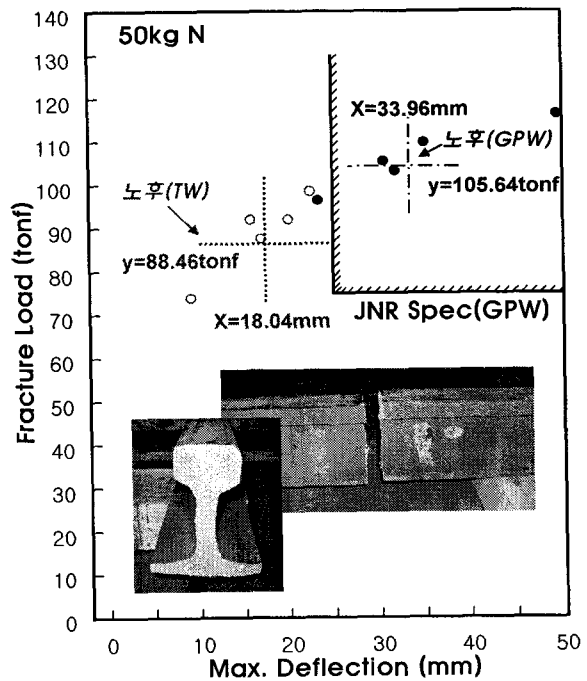 50kg N
Fracture Load (tonf)
140
130
120
110
100
90
80
70
60
50
40
30
20
10
0
X=33.96mm
노후(GPW)
y=105.64tonf
노후(TW)
y=88.46tonf
X=18.04mm
JNR Spec(GPW)
0
10
20
30
40
50
Max. Deflection (mm)